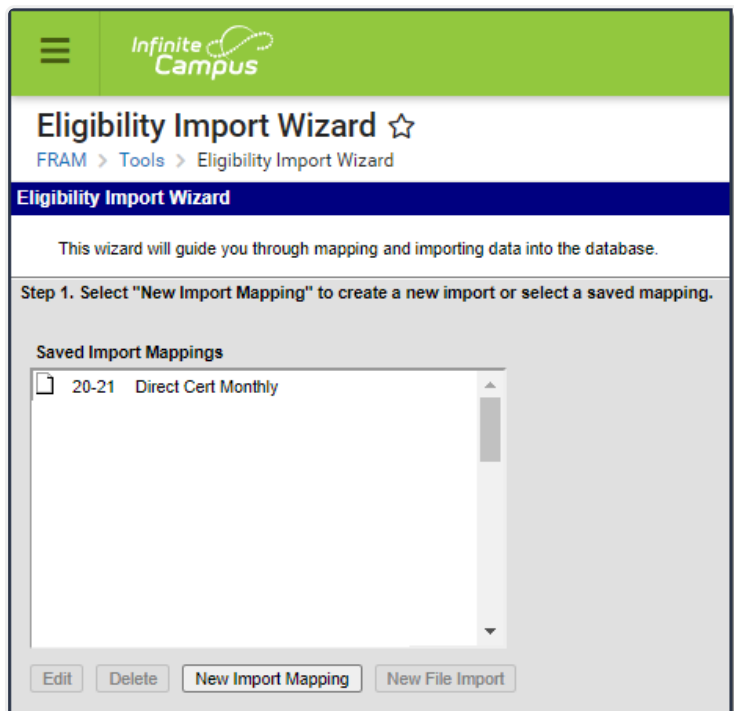 Infinite
Campus
Eligibility Import Wizard
FRAM > Tools > Eligibility Import Wizard
Eligibility Import Wizard
This wizard will guide you through mapping and importing data into the database.
Step 1. Select "New Import Mapping" to create a new import or select a saved mapping.
Saved Import Mappings
20-21 Direct Cert Monthly
Edit Delete New Import Mapping New File Import